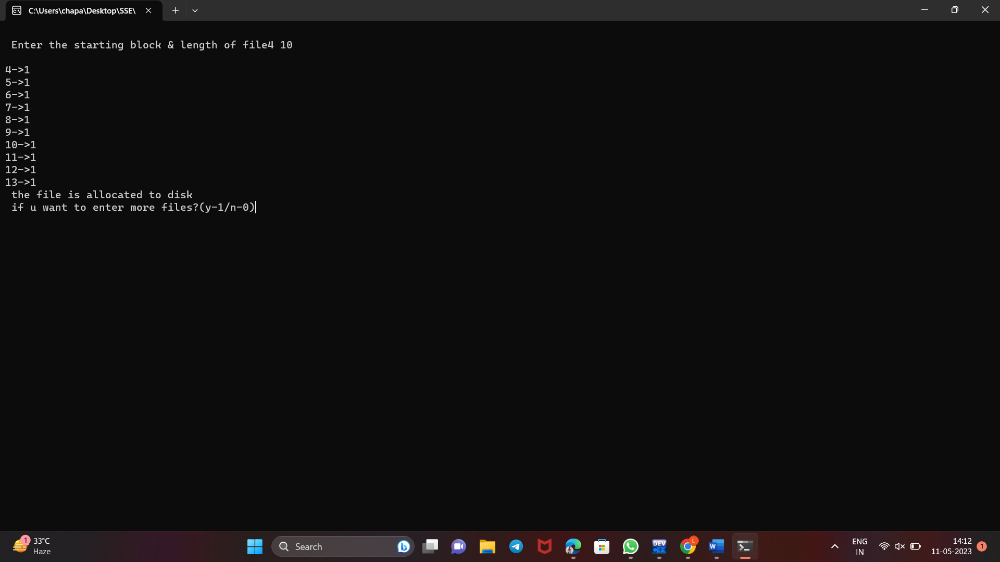 C:\Users\chapa\Desktop\SSE\
Enter the starting block & length of file4 10
4->1
5->1
6->1
7->1
8->1
9->1
10->1
11->1
12->1
13->1
the file is allocated to disk
if u want to enter more files?(y-1/n-0)
1
33°C
Haze
Search
DEV
C++
L
W
ENG
IN
14:12
11-05-2023
1